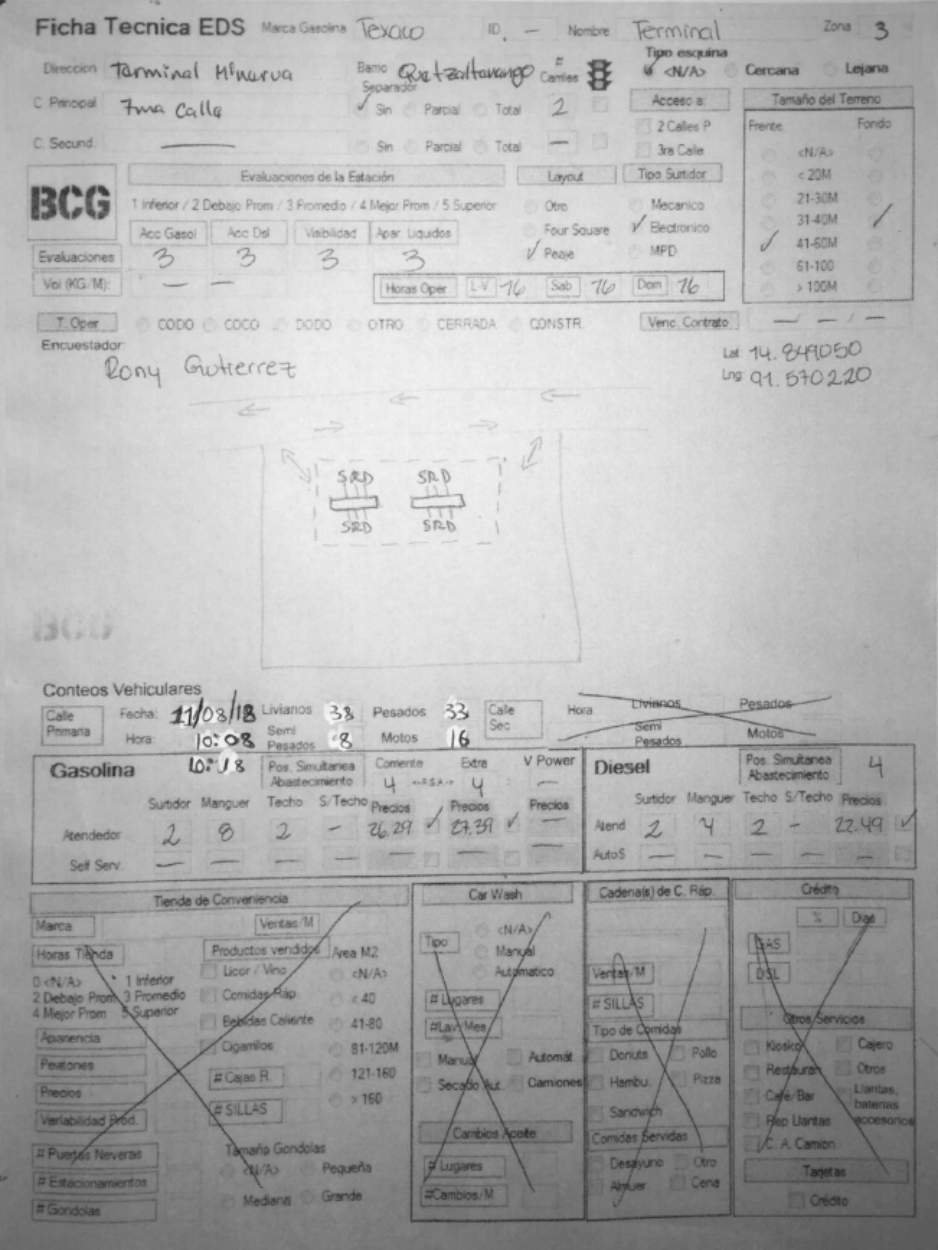 Ficha Tecnica EDS Marca Gasolina Texaco ID. — Nombre Terminal Zona 3
Direccion Terminal Minerva Barrio Quetzaltenango # Carriles Tipo esquina <N/A> Cercana Lejana
C. Principal 7ma Calle Separador Sin Parcial Total 2 Acceso a: Tamaño del Terreno
2 Calles P Frente Fondo
C. Secund. — Sin Parcial Total — 3ra Calle <N/A>
BCG Evaluaciones de la Estación Layout Tipo Surtidor < 20M
1 Inferior / 2 Debajo Prom / 3 Promedio / 4 Mejor Prom / 5 Superior Otro Mecanico 21-30M
Acc Gasol Acc Dsl Visibilidad Apar. Liquidos Four Square Electronico 31-40M
Evaluaciones 3 3 3 3 Peaje MPD 41-60M
61-100
Vol (KG/M): — — Horas Oper L-V 16 Sab 16 Dom 16 > 100M
T. Oper CODO COCO DODO OTRO CERRADA CONSTR. Venc. Contrato — / — / —
Encuestador:
Rony Gutierrez
Lat 14.849050
Lng 91.570220
SRD SRD
SRD SRD
BCG
Conteos Vehiculares
Calle Primaria Fecha: 11/08/18 Livianos 38 Pesados 33 Calle Sec Hora Livianos Pesados
Hora: 10:08 Semi Pesados 8 Motos 16 Semi Pesados Motos
10:18
Gasolina Pos. Simultanea Abastecimiento Corriente 4 Extra 4 V Power — Diesel Pos. Simultanea Abastecimiento 4
Surtidor Manguer Techo S/Techo Precios Precios Precios Surtidor Manguer Techo S/Techo Precios
Atendedor 2 8 2 - 26.29 27.39 — Atend 2 4 2 - 22.49
Self Serv. — — — — — AutoS — — — —
Tienda de Conveniencia Car Wash Cadena(s) de C. Ráp. Crédito
Marca Ventas/M % Dias
Horas Tienda Productos vendidos Area M2 Tipo <N/A> GAS
Licor / Vino <N/A> Manual Ventas/M DSL
0 <N/A> 1 Inferior Automatico
2 Debajo Prom 3 Promedio Comidas Ráp < 40 # Lugares # SILLAS
4 Mejor Prom 5 Superior Bebidas Caliente 41-80 #Lav/Mes Tipo de Comidas Otros Servicios
Apariencia Cigarrillos 81-120M Manual Automát. Donuts Pollo Kiosko Cajero
Peatones # Cajas R. 121-160 Secado Aut. Camiones Hambu. Pizza Restauran Otros
Precios > 160 Café/Bar Llantas, baterias accesorios
Variabilidad Prod. # SILLAS Sandwich Rep Llantas
# Puertas Neveras Tamaño Gondolas Cambios Aceite Comidas Servidas C. A. Camion
# Estacionamientos <N/A> Pequeña # Lugares Desayuno Otro Tarjetas
# Gondolas Mediana Grande #Cambios/M Almuer Cena Crédito